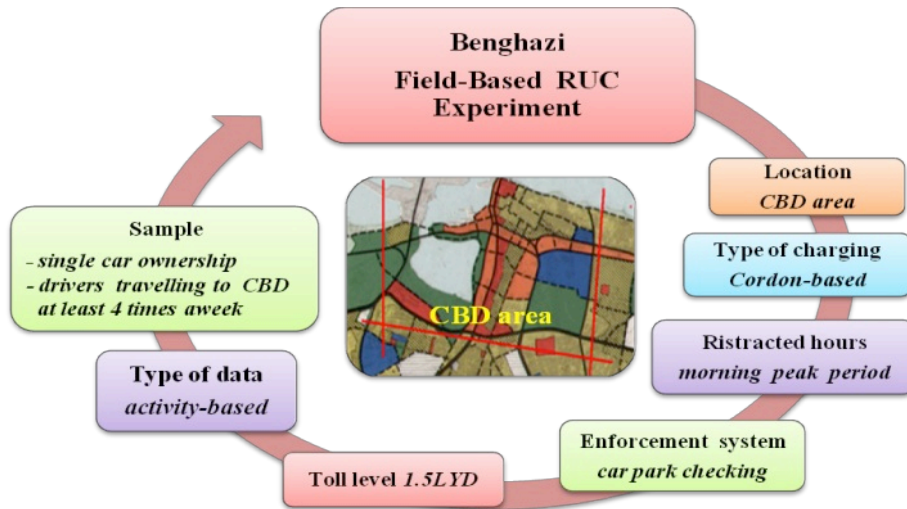 Benghazi
Field-Based RUC
Experiment
Location
CBD area
Type of charging
Cordon-based
Ristracted hours
morning peak period
Enforcement system
car park checking
Toll level 1.5LYD
Type of data
activity-based
Sample
- single car ownership
- drivers travelling to CBD
at least 4 times aweek
CBD area